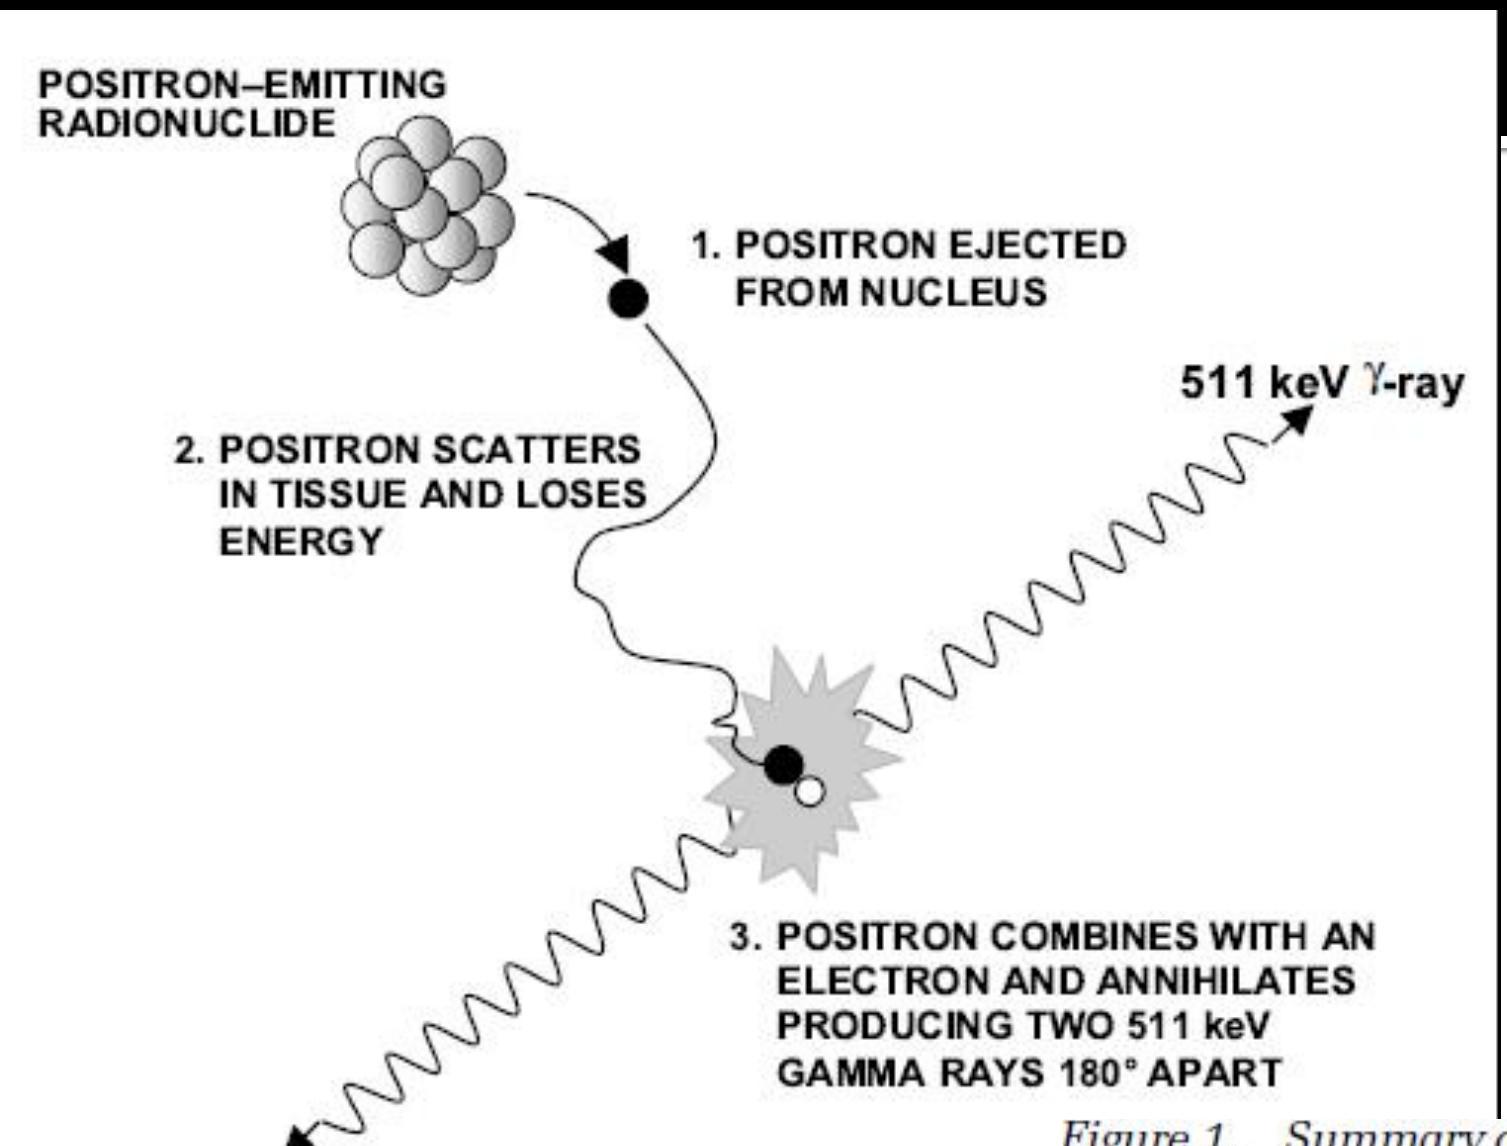 POSITRON–EMITTING
RADIONUCLIDE
1. POSITRON EJECTED
FROM NUCLEUS
511 keV γ-ray
2. POSITRON SCATTERS
IN TISSUE AND LOSES
ENERGY
3. POSITRON COMBINES WITH AN
ELECTRON AND ANNIHILATES
PRODUCING TWO 511 keV
GAMMA RAYS 180° APART
Figure 1. Summary